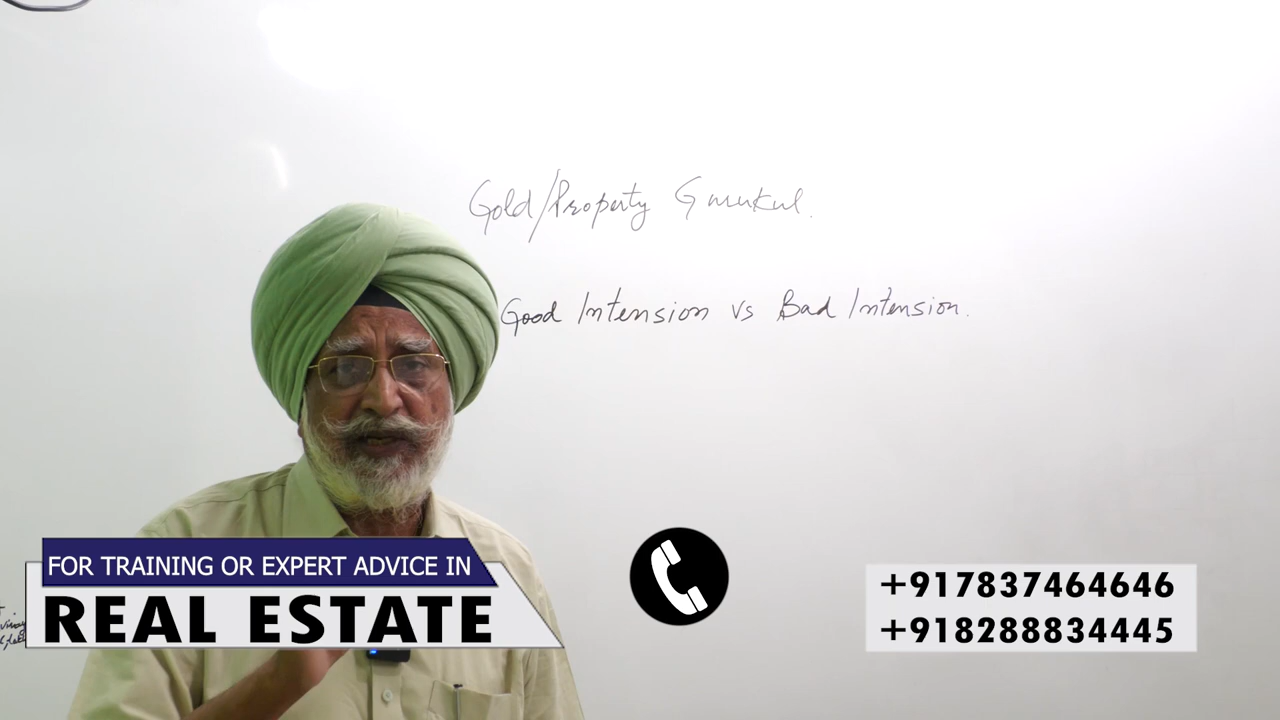 Gold/Property Gurukul.
Good Intension vs Bad Intension.
FOR TRAINING OR EXPERT ADVICE IN
REAL ESTATE
+917837464646
+918288834445